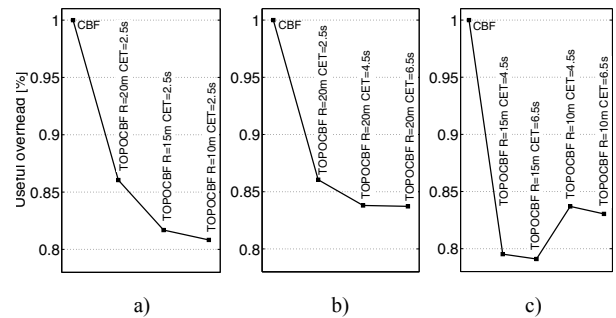 Useful overhead [%]
1
0.95
0.9
0.85
0.8
CBF
TOPOCBF R=20m CET=2.5s
TOPOCBF R=15m CET=2.5s
TOPOCBF R=10m CET=2.5s
a)
1
0.95
0.9
0.85
0.8
CBF
TOPOCBF R=20m CET=2.5s
TOPOCBF R=20m CET=4.5s
TOPOCBF R=20m CET=6.5s
b)
1
0.95
0.9
0.85
0.8
CBF
TOPOCBF R=15m CET=4.5s
TOPOCBF R=15m CET=6.5s
TOPOCBF R=10m CET=4.5s
TOPOCBF R=10m CET=6.5s
c)